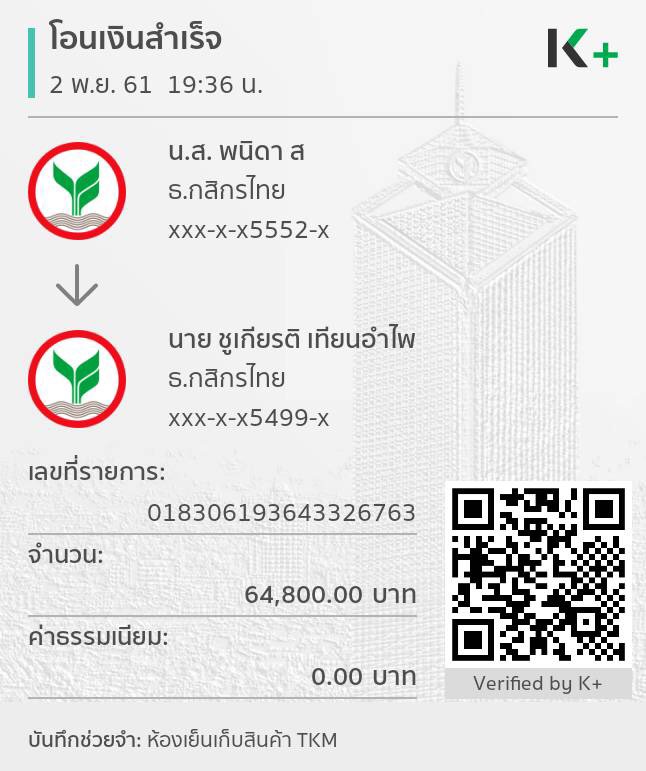 โอนเงินสำเร็จ
2 พ.ย. 61 19:36 น.
K+
น.ส. พนิดา ส
ธ.กสิกรไทย
xxx-x-x5552-x
นาย ชูเกียรติ เทียนอำไพ
ธ.กสิกรไทย
xxx-x-x5499-x
เลขที่รายการ:
018306193643326763
จำนวน:
64,800.00 บาท
ค่าธรรมเนียม:
0.00 บาท
Verified by K+
บันทึกช่วยจำ: ห้องเย็นเก็บสินค้า TKM